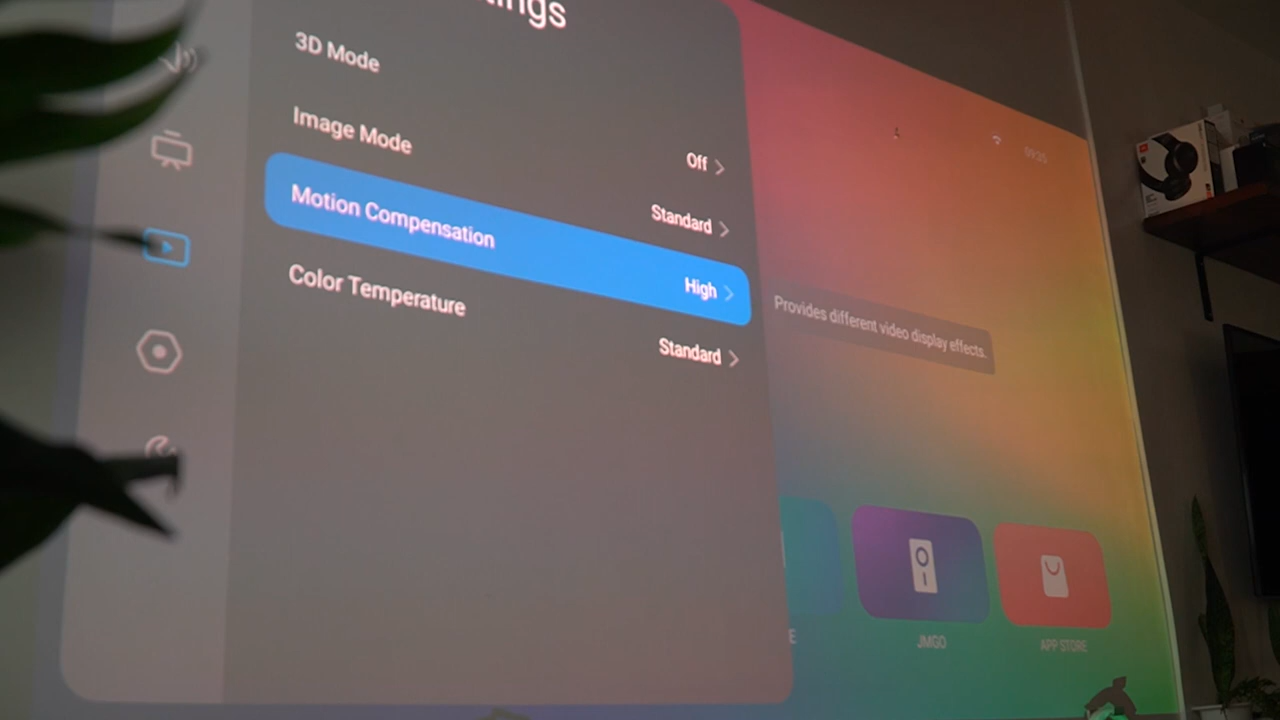 3D Mode
Off
Image Mode
Standard
Motion Compensation
High
Color Temperature
Standard
Provides different video display effects.
JMGO
APP STORE